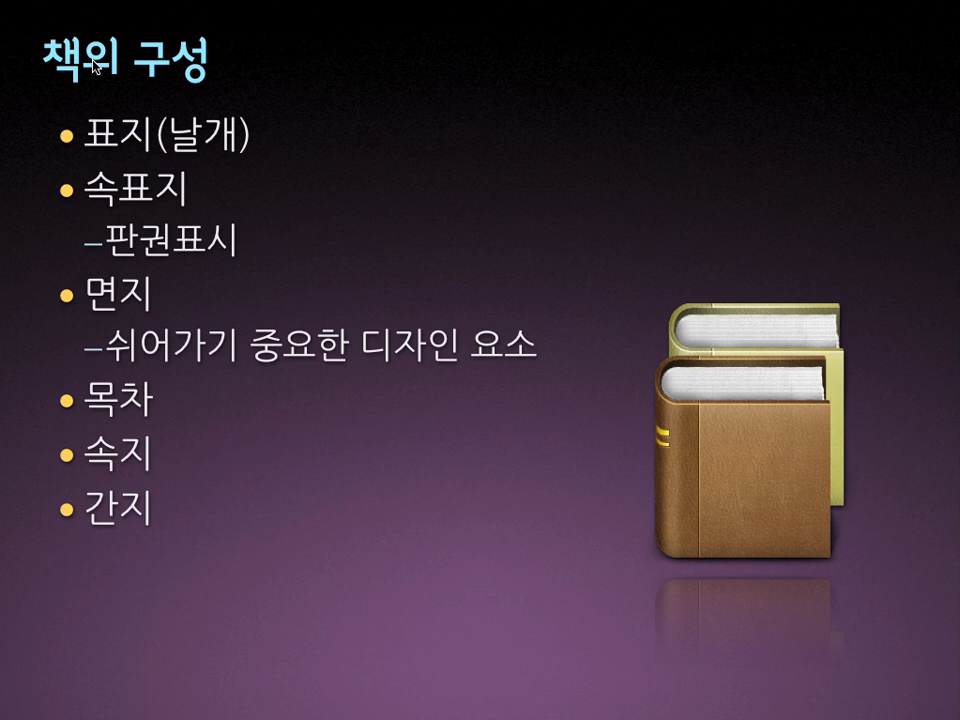 책의 구성
• 표지(날개)
• 속표지
–판권표시
• 면지
–쉬어가기 중요한 디자인 요소
• 목차
• 속지
• 간지